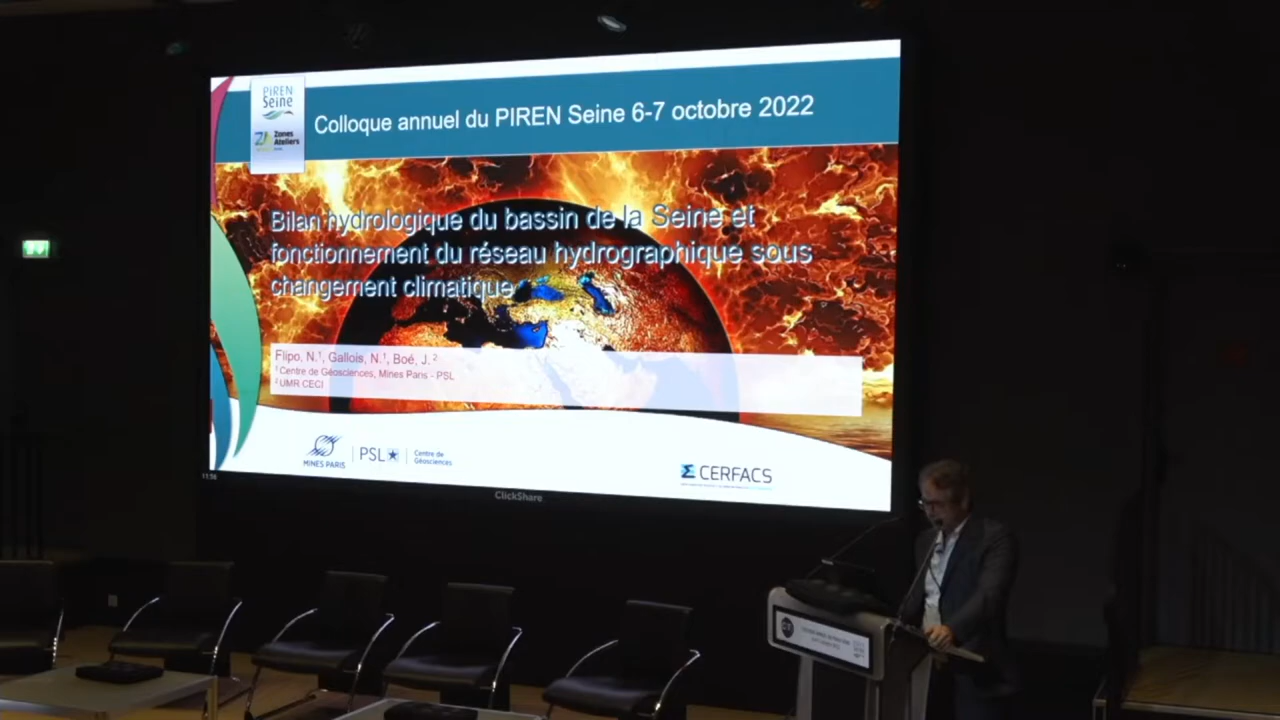 PiREN
Seine
Zones
Ateliers
Colloque annuel du PIREN Seine 6-7 octobre 2022
Bilan hydrologique du bassin de la Seine et
fonctionnement du réseau hydrographique sous
changement climatique
Flipo, N.¹, Gallois, N.¹, Boé, J. ²
¹ Centre de Géosciences, Mines Paris - PSL
² UMR CECI
MINES PARIS
PSL
Centre de
Géosciences
CERFACS
11:56
ClickShare